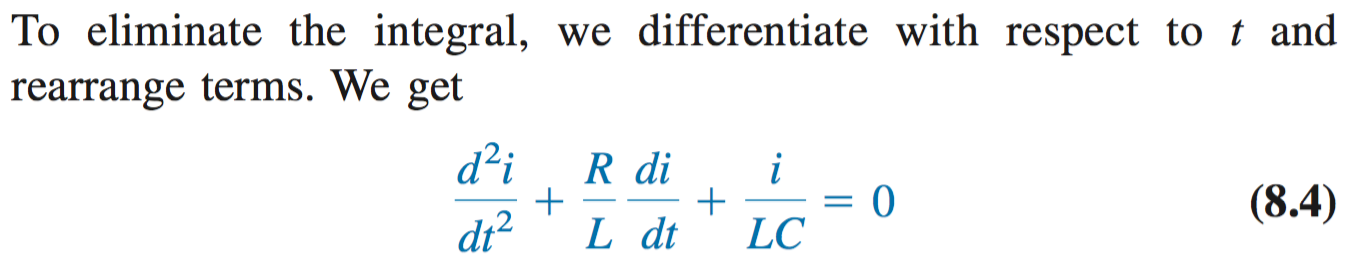 To eliminate the integral, we differentiate with respect to t and
rearrange terms. We get
d²i/dt² + R/L di/dt + i/LC = 0 (8.4)